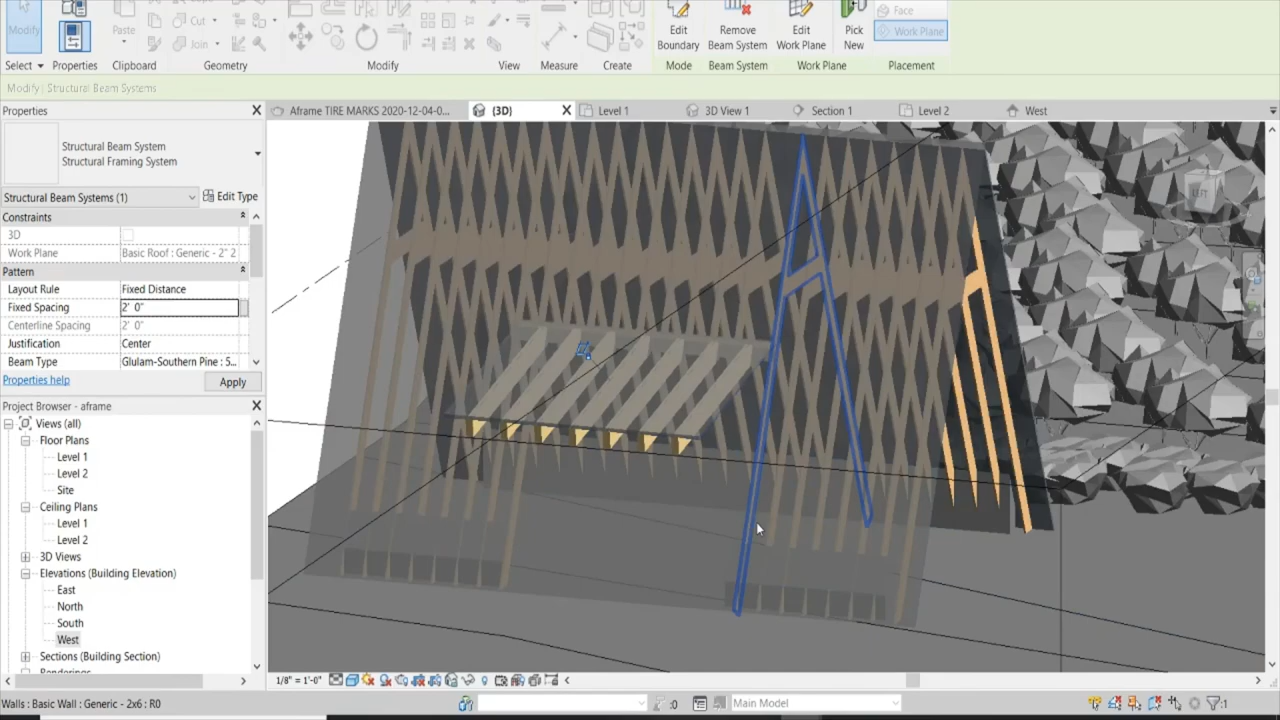 Modify
Paste
Cut
Join
Edit Boundary
Remove Beam System
Edit Work Plane
Pick New
Face
Work Plane
Select
Properties
Clipboard
Geometry
Modify
View
Measure
Create
Mode
Beam System
Work Plane
Placement
Modify | Structural Beam Systems
Properties
Aframe TIRE MARKS 2020-12-04-0...
{3D}
Level 1
3D View 1
Section 1
Level 2
West
Structural Beam System
Structural Framing System
Structural Beam Systems (1)
Edit Type
Constraints
3D
Work Plane
Basic Roof : Generic - 2" 2
Pattern
Layout Rule
Fixed Distance
Fixed Spacing
2' 0"
Centerline Spacing
2' 0"
Justification
Center
Beam Type
Glulam-Southern Pine : 5...
Properties help
Apply
Project Browser - aframe
Views (all)
Floor Plans
Level 1
Level 2
Site
Ceiling Plans
Level 1
Level 2
3D Views
Elevations (Building Elevation)
East
North
South
West
Sections (Building Section)
1/8" = 1'-0"
Walls : Basic Wall : Generic - 2x6 : R0
:0
Main Model
:1